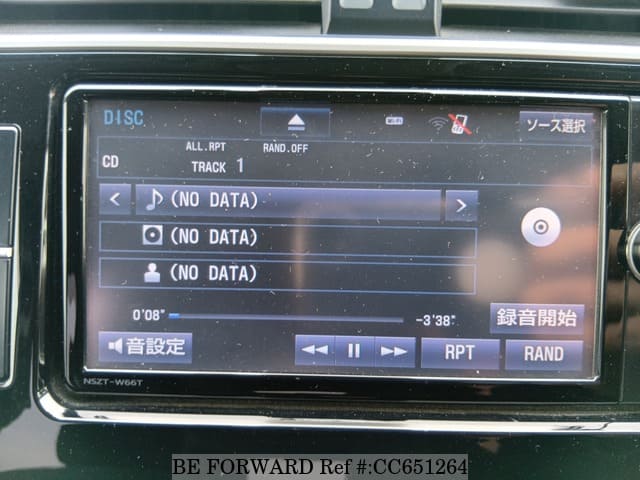 DISC
Wi-Fi
ソース選択
ALL.RPT RAND.OFF
CD TRACK 1
< (NO DATA) >
(NO DATA)
(NO DATA)
0'08" -3'38"
録音開始
音設定
RPT RAND
NSZT-W66T
BE FORWARD Ref #:CC651264